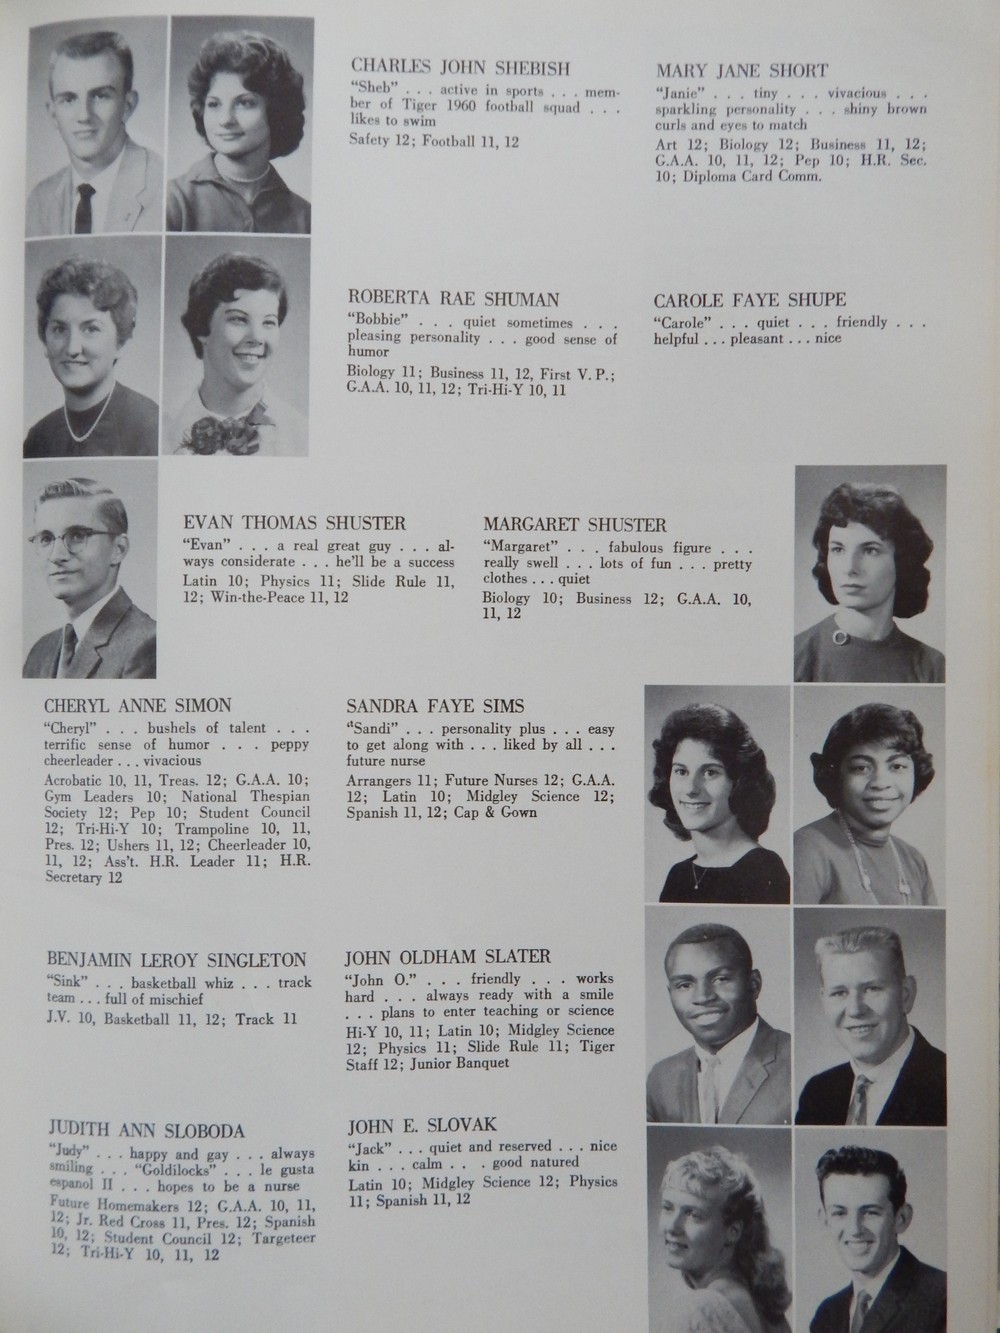 CHARLES JOHN SHEBISH
"Sheb" . . . active in sports . . . mem-
ber of Tiger 1960 football squad . . .
likes to swim
Safety 12; Football 11, 12
MARY JANE SHORT
"Janie" . . . tiny . . . vivacious . . .
sparkling personality . . . shiny brown
curls and eyes to match
Art 12; Biology 12; Business 11, 12;
G.A.A. 10, 11, 12; Pep 10; H.R. Sec.
10; Diploma Card Comm.
ROBERTA RAE SHUMAN
"Bobbie" . . . quiet sometimes . . .
pleasing personality . . . good sense of
humor
Biology 11; Business 11, 12, First V. P.;
G.A.A. 10, 11, 12; Tri-Hi-Y 10, 11
CAROLE FAYE SHUPE
"Carole" . . . quiet . . . friendly . . .
helpful . . . pleasant . . . nice
EVAN THOMAS SHUSTER
"Evan" . . . a real great guy . . . al-
ways considerate . . . he'll be a success
Latin 10; Physics 11; Slide Rule 11,
12; Win-the-Peace 11, 12
MARGARET SHUSTER
"Margaret" . . . fabulous figure . . .
really swell . . . lots of fun . . . pretty
clothes . . . quiet
Biology 10; Business 12; G.A.A. 10,
11, 12
CHERYL ANNE SIMON
"Cheryl" . . . bushels of talent . . .
terrific sense of humor . . . peppy
cheerleader . . . vivacious
Acrobatic 10, 11, Treas. 12; G.A.A. 10;
Gym Leaders 10; National Thespian
Society 12; Pep 10; Student Council
12; Tri-Hi-Y 10; Trampoline 10, 11,
Pres. 12; Ushers 11, 12; Cheerleader 10,
11, 12; Ass't. H.R. Leader 11; H.R.
Secretary 12
SANDRA FAYE SIMS
"Sandi" . . . personality plus . . . easy
to get along with . . . liked by all . . .
future nurse
Arrangers 11; Future Nurses 12; G.A.A.
12; Latin 10; Midgley Science 12;
Spanish 11, 12; Cap & Gown
BENJAMIN LEROY SINGLETON
"Sink" . . . basketball whiz . . . track
team . . . full of mischief
J.V. 10, Basketball 11, 12; Track 11
JOHN OLDHAM SLATER
"John O." . . . friendly . . . works
hard . . . always ready with a smile
. . . plans to enter teaching or science
Hi-Y 10, 11; Latin 10; Midgley Science
12; Physics 11; Slide Rule 11; Tiger
Staff 12; Junior Banquet
JUDITH ANN SLOBODA
"Judy" . . . happy and gay . . . always
smiling . . . "Goldilocks" . . . le gusta
espanol II . . . hopes to be a nurse
Future Homemakers 12; G.A.A. 10, 11,
12; Jr. Red Cross 11, Pres. 12; Spanish
10, 12; Student Council 12; Targeteer
12; Tri-Hi-Y 10, 11, 12
JOHN E. SLOVAK
"Jack" . . . quiet and reserved . . . nice
kin . . . calm . . . good natured
Latin 10; Midgley Science 12; Physics
11; Spanish 11, 12